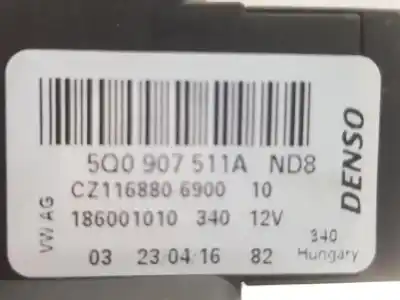 5Q0 907 511A ND8
CZ116880 6900 10
186001010 340 12V
03 23 04 16 82
VW AG
DENSO
340
Hungary